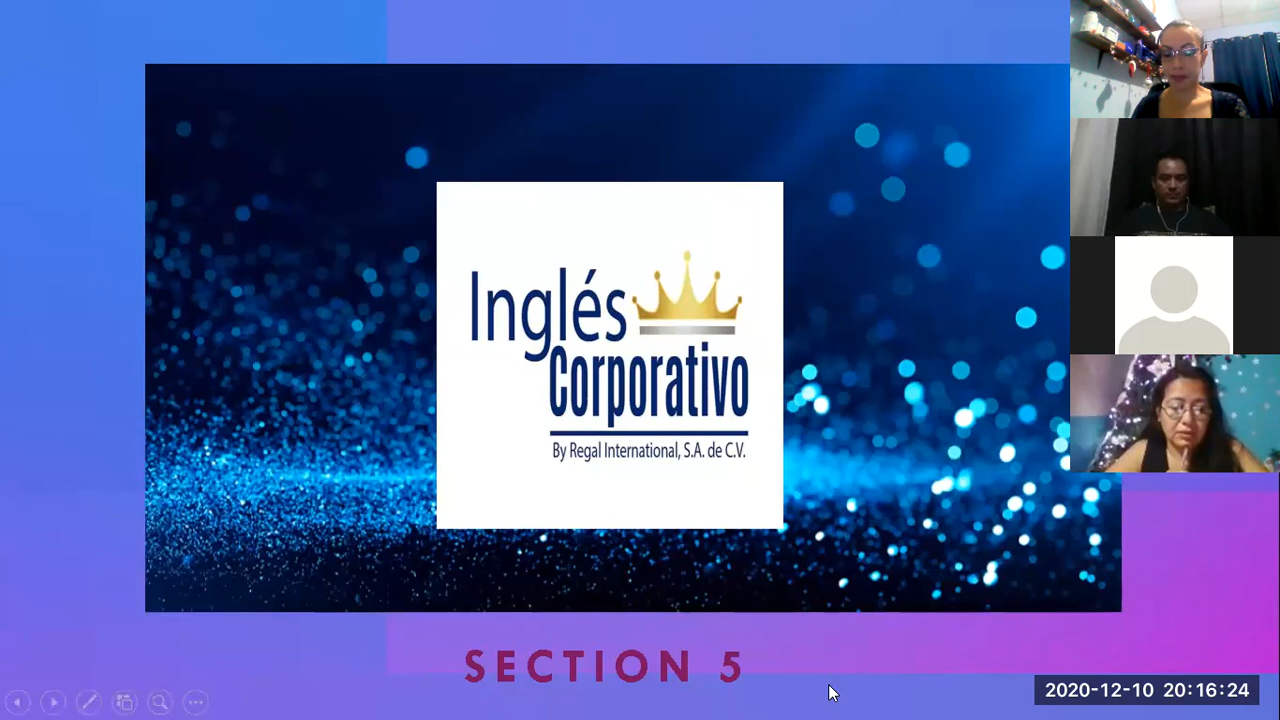 Inglés
Corporativo
By Regal International, S.A. de C.V.
SECTION 5
2020-12-10 20:16:24